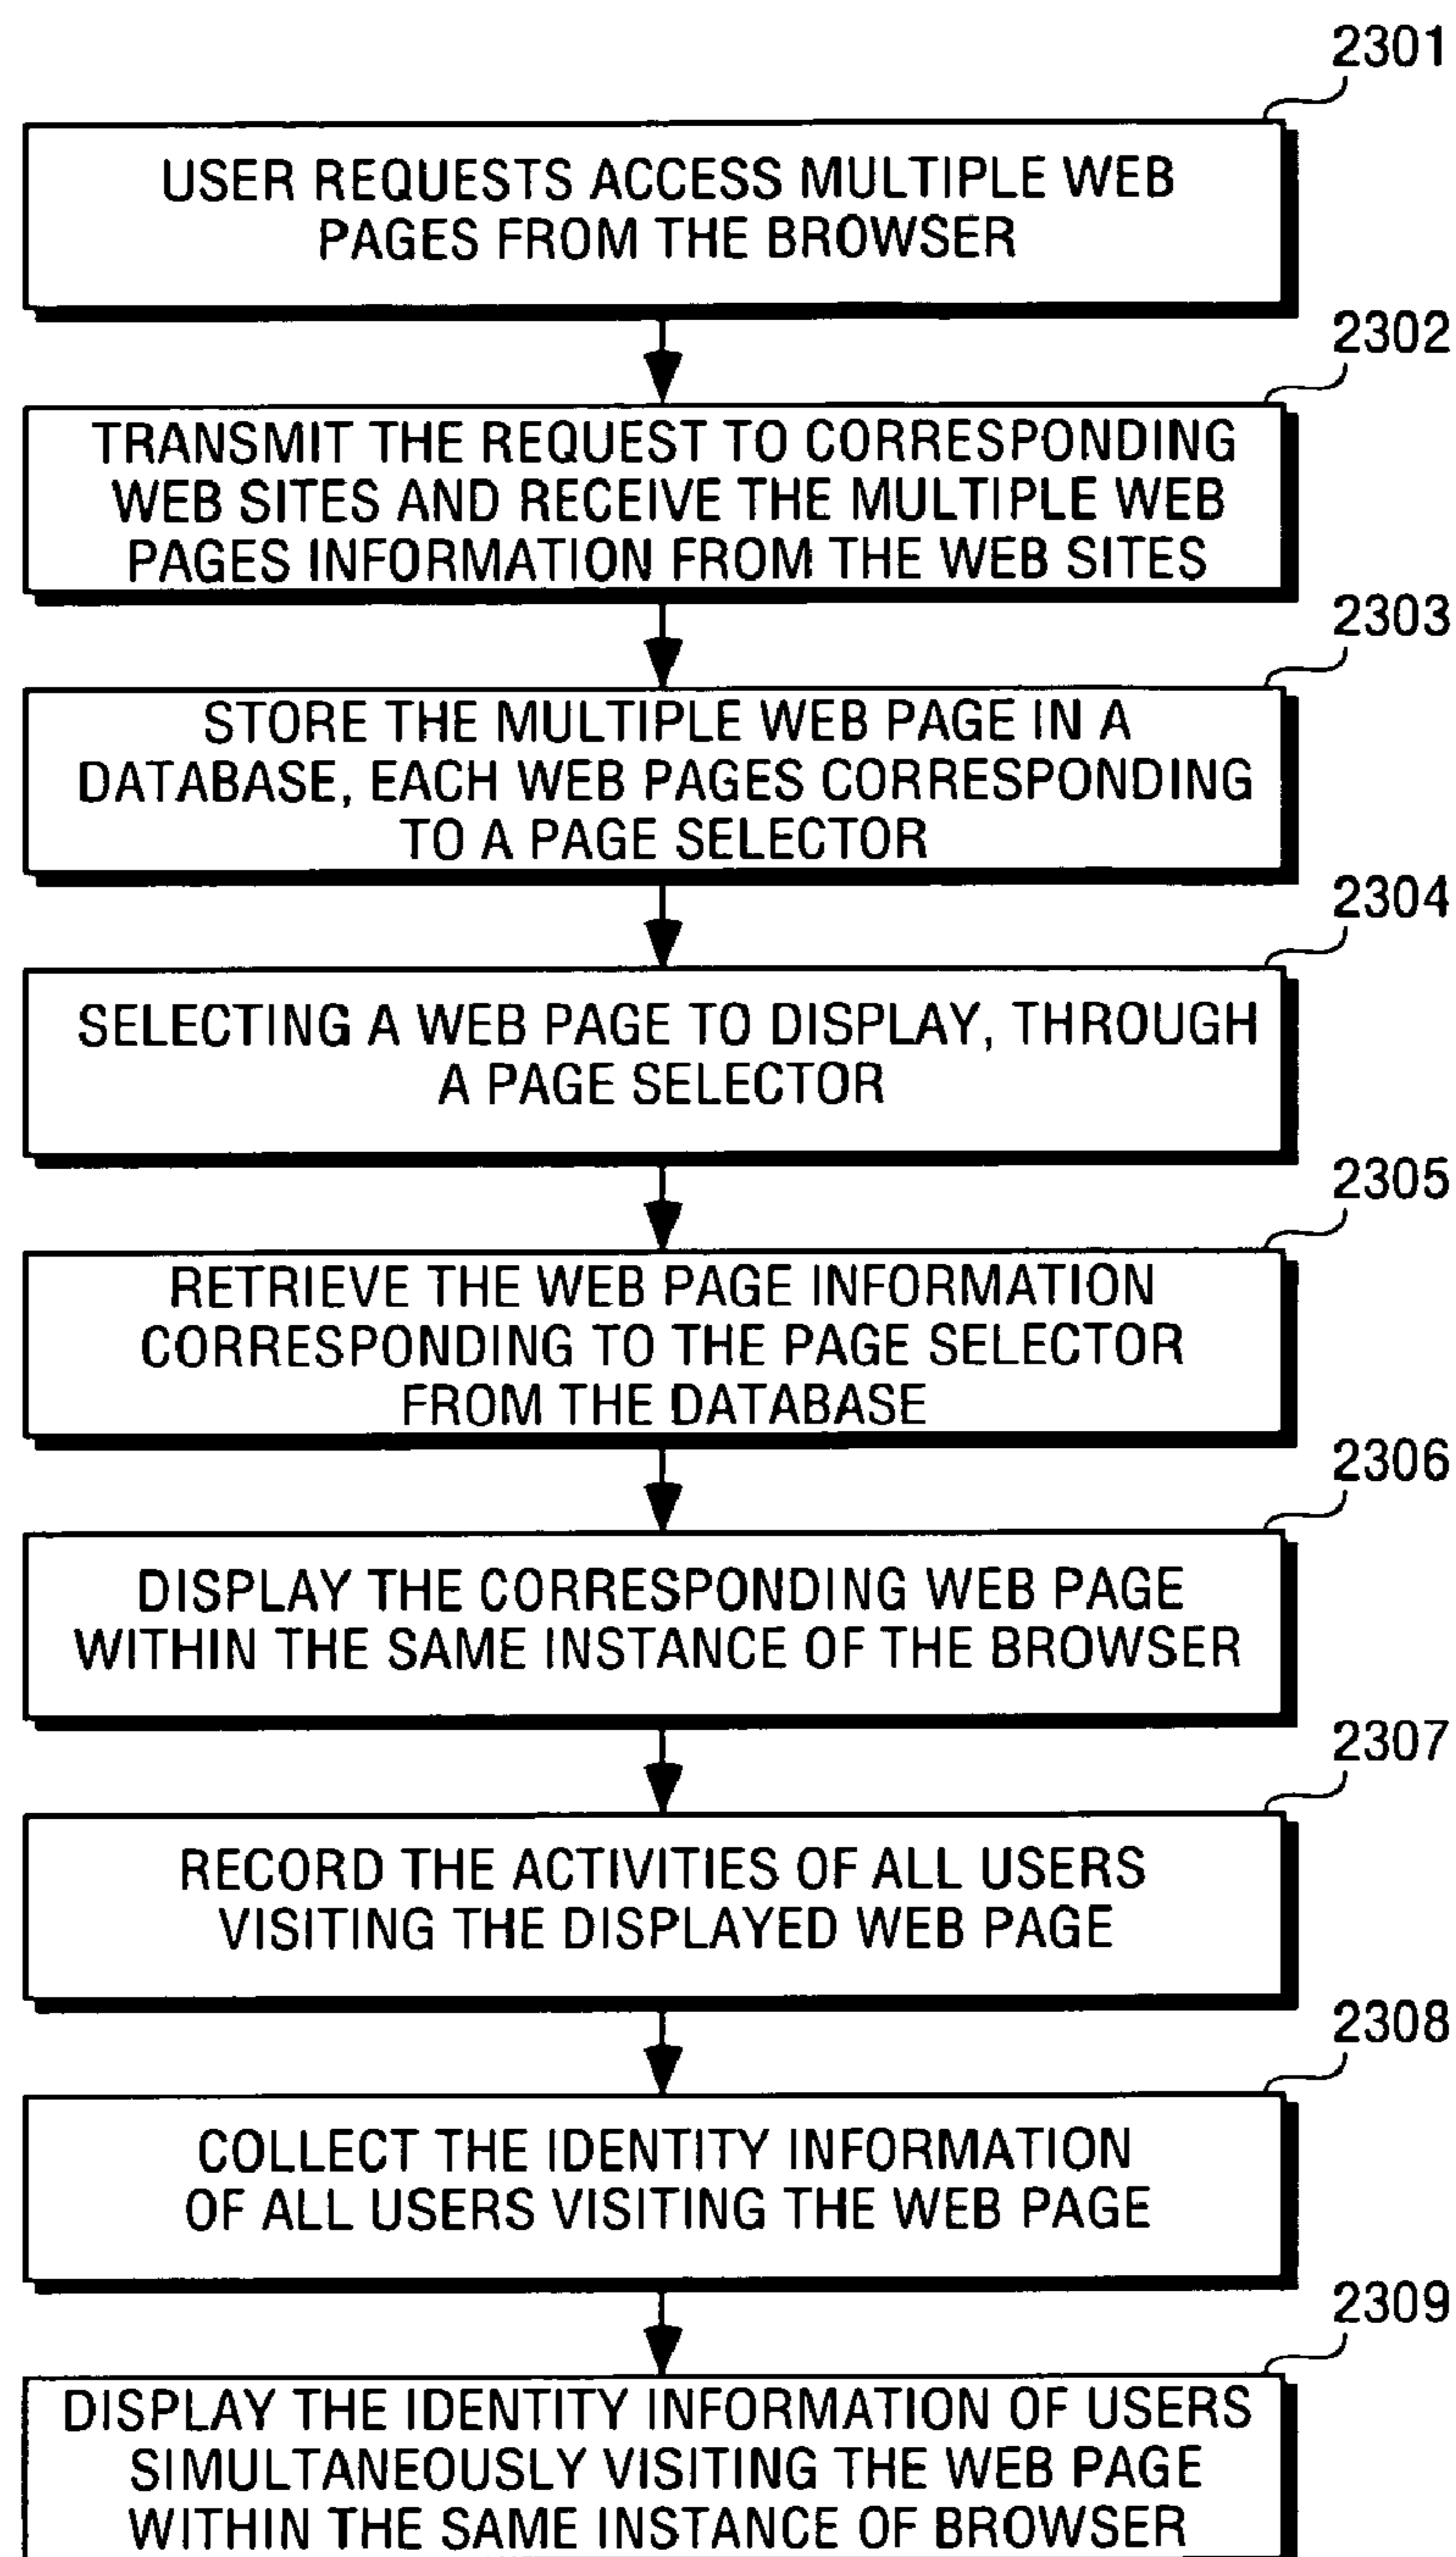 2301
USER REQUESTS ACCESS MULTIPLE WEB
PAGES FROM THE BROWSER
2302
TRANSMIT THE REQUEST TO CORRESPONDING
WEB SITES AND RECEIVE THE MULTIPLE WEB
PAGES INFORMATION FROM THE WEB SITES
2303
STORE THE MULTIPLE WEB PAGE IN A
DATABASE, EACH WEB PAGES CORRESPONDING
TO A PAGE SELECTOR
2304
SELECTING A WEB PAGE TO DISPLAY, THROUGH
A PAGE SELECTOR
2305
RETRIEVE THE WEB PAGE INFORMATION
CORRESPONDING TO THE PAGE SELECTOR
FROM THE DATABASE
2306
DISPLAY THE CORRESPONDING WEB PAGE
WITHIN THE SAME INSTANCE OF THE BROWSER
2307
RECORD THE ACTIVITIES OF ALL USERS
VISITING THE DISPLAYED WEB PAGE
2308
COLLECT THE IDENTITY INFORMATION
OF ALL USERS VISITING THE WEB PAGE
2309
DISPLAY THE IDENTITY INFORMATION OF USERS
SIMULTANEOUSLY VISITING THE WEB PAGE
WITHIN THE SAME INSTANCE OF BROWSER